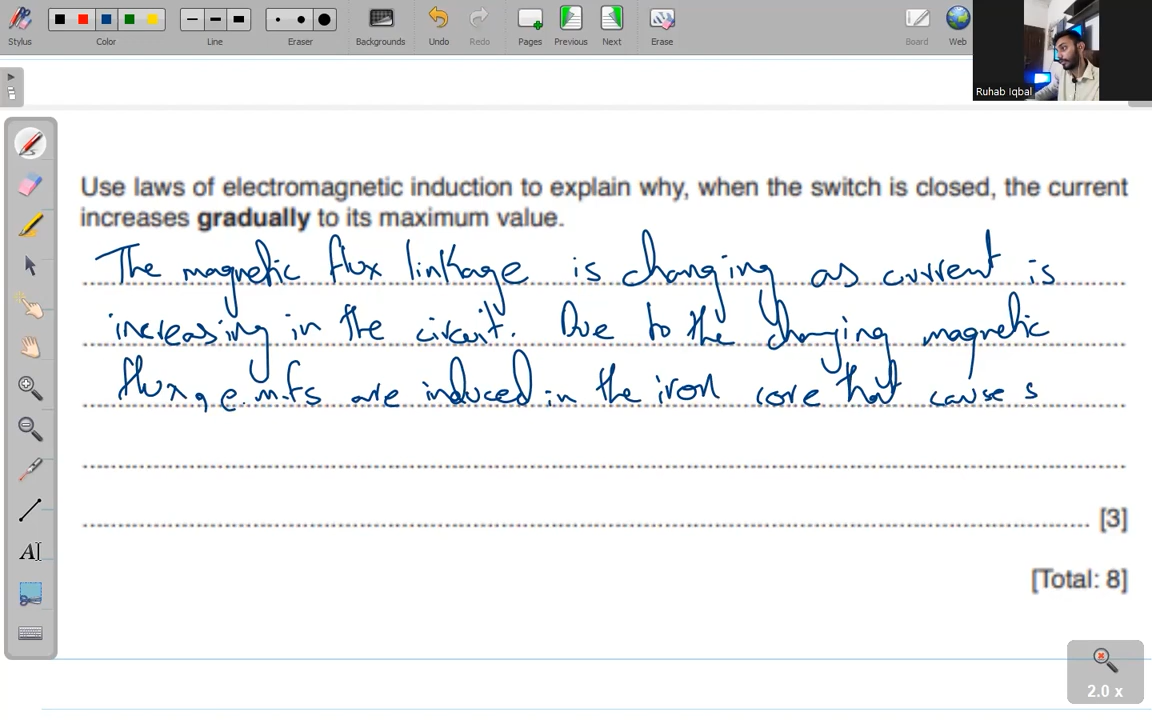 Stylus
Color
Line
Eraser
Backgrounds
Undo
Redo
Pages
Previous
Next
Erase
Board
Web
Ruhab Iqbal
Use laws of electromagnetic induction to explain why, when the switch is closed, the current
increases gradually to its maximum value.
The magnetic flux linkage is changing as current is
increasing in the circuit. Due to the changing magnetic
flux, e.m.fs are induced in the iron core that cause s
[3]
[Total: 8]
A
2.0 x